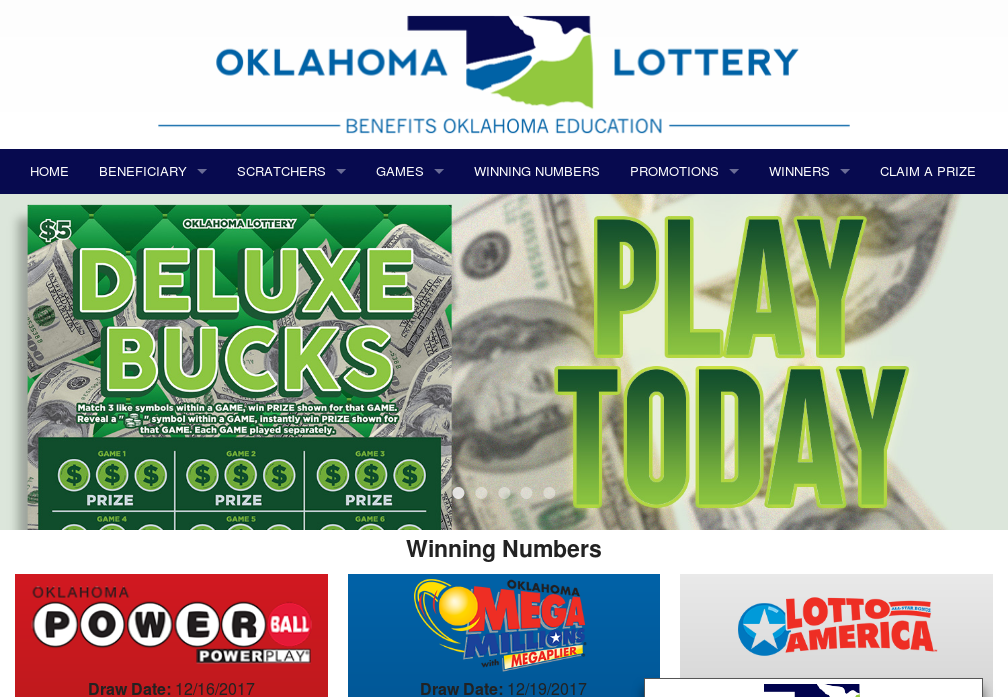 OKLAHOMA LOTTERY
BENEFITS OKLAHOMA EDUCATION
HOME BENEFICIARY SCRATCHERS GAMES WINNING NUMBERS PROMOTIONS WINNERS CLAIM A PRIZE
$5
OKLAHOMA LOTTERY
DELUXE
BUCKS
Match 3 like symbols within a GAME, win PRIZE shown for that GAME.
Reveal a " " symbol within a GAME, instantly win PRIZE shown for
that GAME. Each GAME played separately.
GAME 1 GAME 2 GAME 3
$ $ $ $ $ $ $ $ $
PRIZE PRIZE PRIZE
GAME 4 GAME 5 GAME 6
PLAY
TODAY
Winning Numbers
OKLAHOMA
POWER BALL
POWERPLAY
Draw Date: 12/16/2017
OKLAHOMA
MEGA
MILLIONS
with MEGAPLIER
Draw Date: 12/19/2017
LOTTO ALL-STAR BONUS
AMERICA